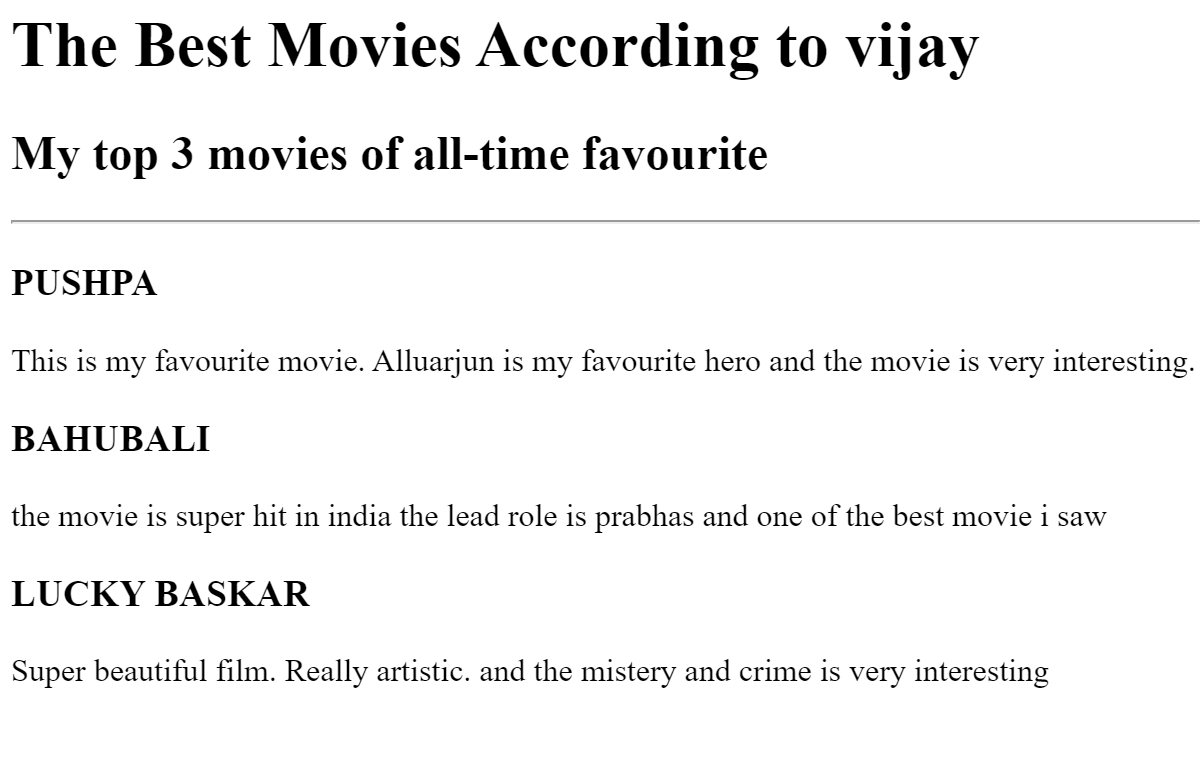 The Best Movies According to vijay
My top 3 movies of all-time favourite
PUSHPA
This is my favourite movie. Alluarjun is my favourite hero and the movie is very interesting.
BAHUBALI
the movie is super hit in india the lead role is prabhas and one of the best movie i saw
LUCKY BASKAR
Super beautiful film. Really artistic. and the mistery and crime is very interesting